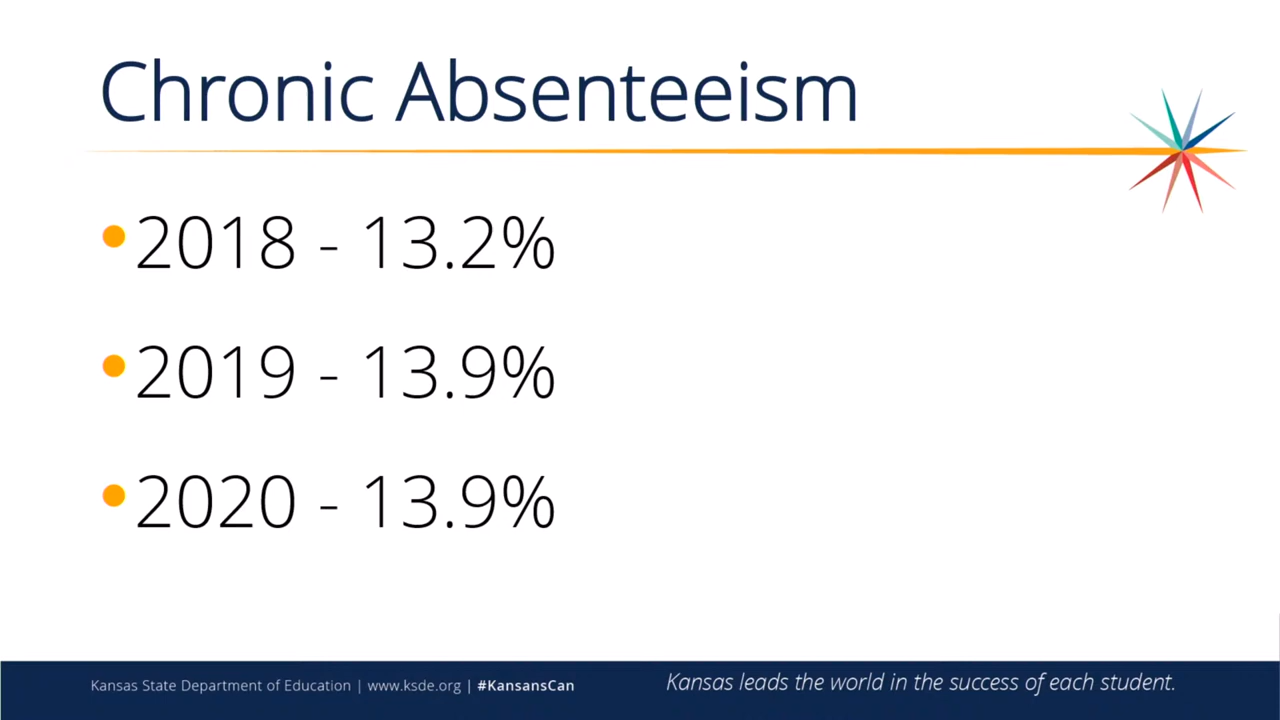 Chronic Absenteeism
•2018 - 13.2%
•2019 - 13.9%
•2020 - 13.9%
Kansas State Department of Education | www.ksde.org | #KansansCan
Kansas leads the world in the success of each student.